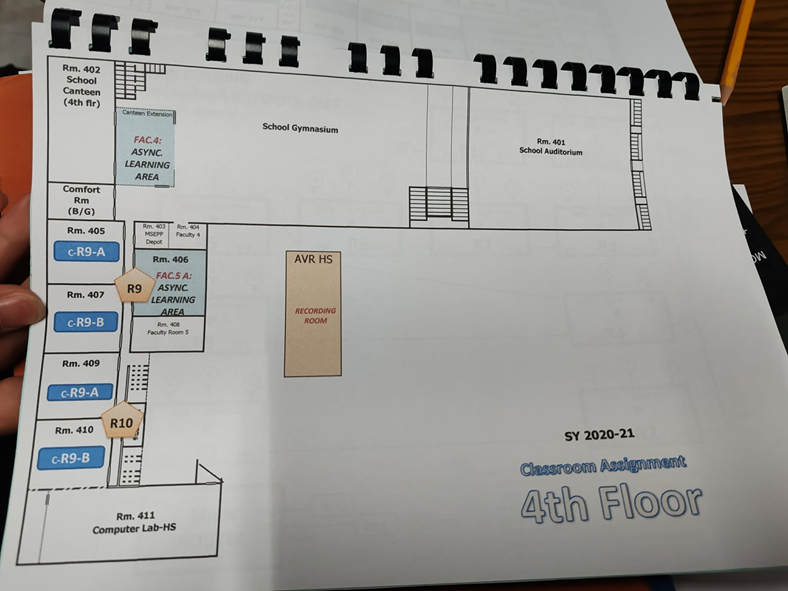 Rm. 402
School
Canteen
(4th flr)
Canteen Extension
FAC.4:
ASYNC.
LEARNING
AREA
School Gymnasium
Rm. 401
School Auditorium
Comfort
Rm
(B/G)
Rm. 405
C-R9-A
Rm. 403
MSEPP
Depot
Rm. 404
Faculty 4
Rm. 406
FAC.5 A:
ASYNC.
LEARNING
AREA
R9
Rm. 407
C-R9-B
Rm. 408
Faculty Room 5
AVR HS
RECORDING
ROOM
Rm. 409
C-R9-A
R10
Rm. 410
C-R9-B
Rm. 411
Computer Lab-HS
SY 2020-21
Classroom Assignment
4th Floor